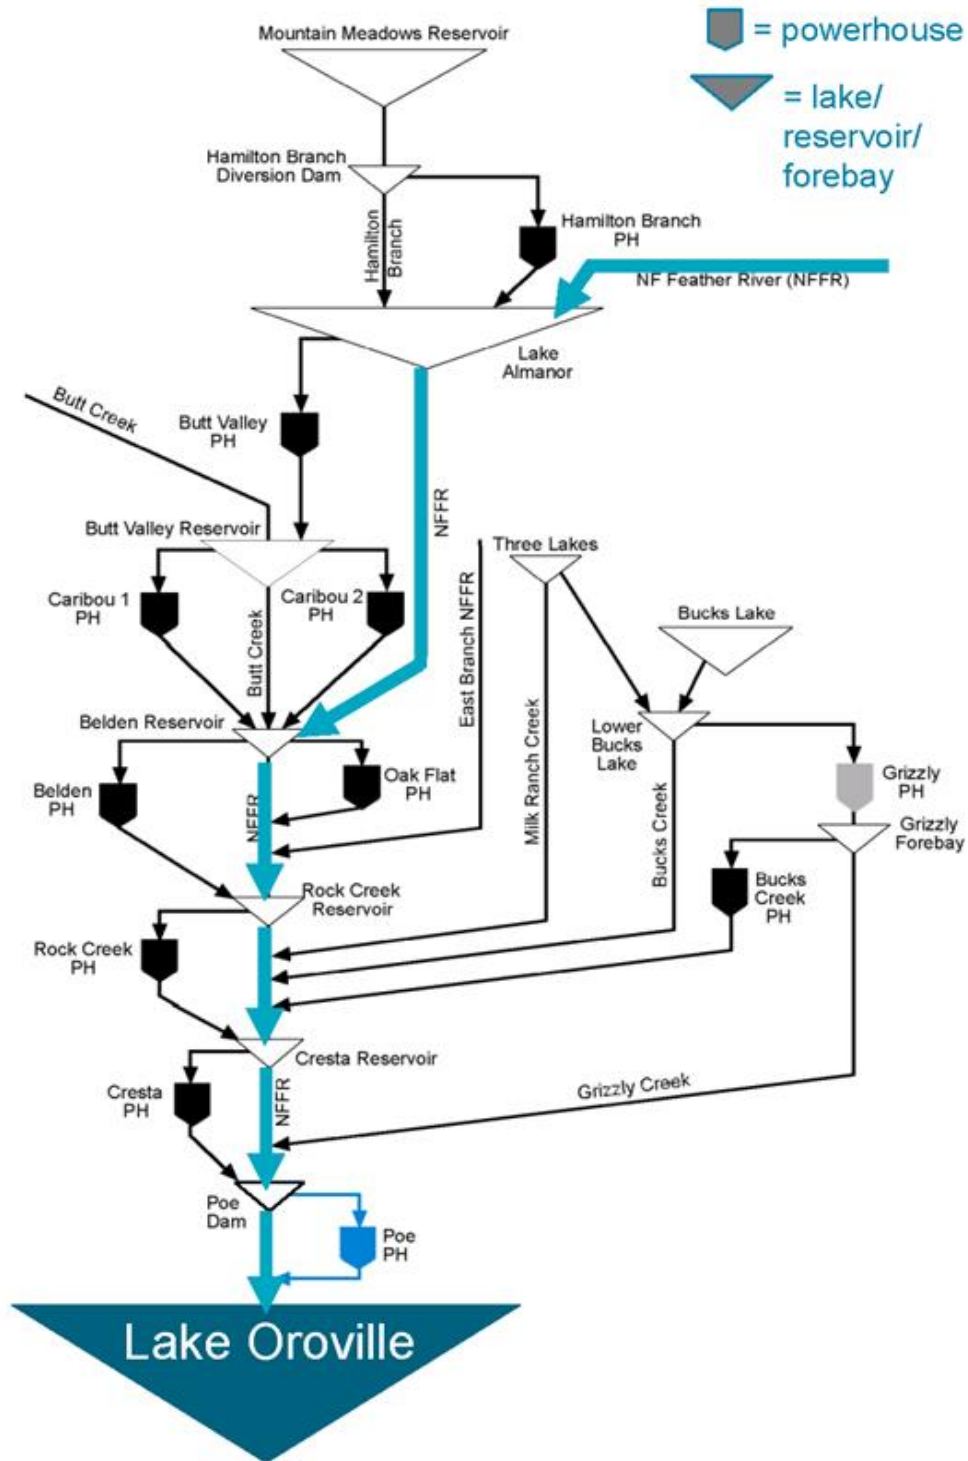 Mountain Meadows Reservoir
= powerhouse
= lake/
reservoir/
forebay
Hamilton Branch
Diversion Dam
Hamilton
Branch
Hamilton Branch
PH
NF Feather River (NFFR)
Lake
Almanor
Butt Creek
Butt Valley
PH
NFFR
Butt Valley Reservoir
Three Lakes
Caribou 1
PH
Caribou 2
PH
Butt Creek
East Branch NFFR
Bucks Lake
Belden Reservoir
Milk Ranch Creek
Lower
Bucks
Lake
Belden
PH
NFFR
Oak Flat
PH
Bucks Creek
Grizzly
PH
Grizzly
Forebay
Rock Creek
Reservoir
Bucks
Creek
PH
Rock Creek
PH
Cresta Reservoir
Cresta
PH
NFFR
Grizzly Creek
Poe
Dam
Poe
PH
Lake Oroville